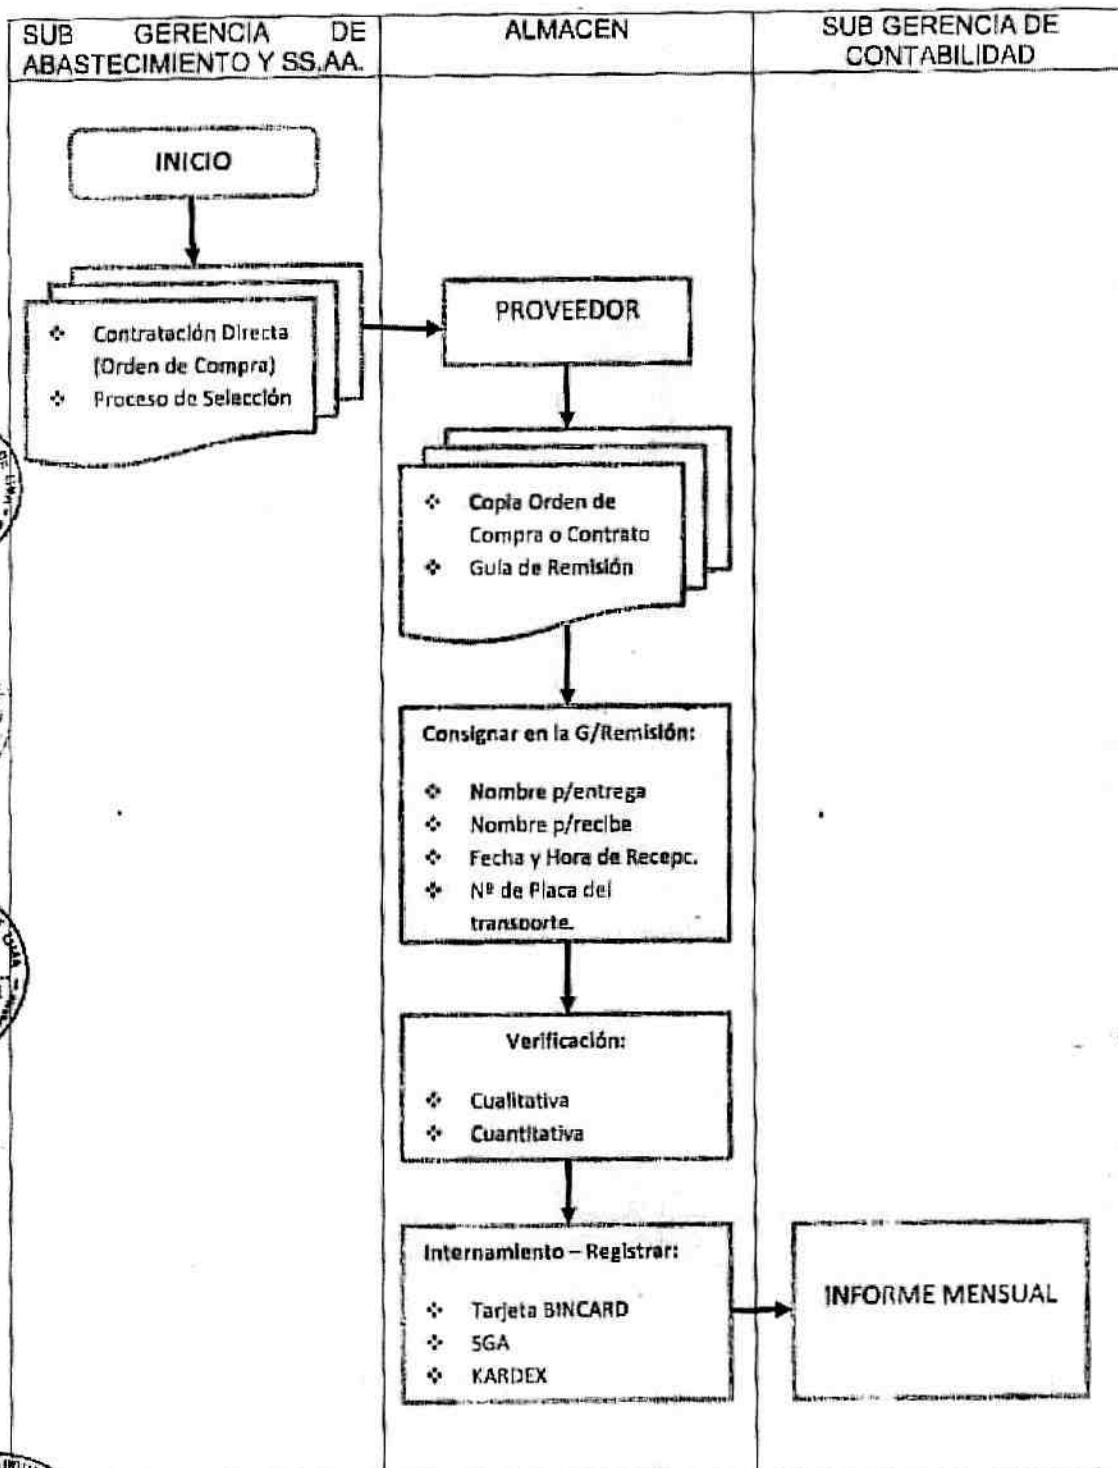 SUB GERENCIA DE
ABASTECIMIENTO Y SS.AA.
ALMACEN
SUB GERENCIA DE
CONTABILIDAD
INICIO
❖ Contratación Directa
(Orden de Compra)
❖ Proceso de Selección
PROVEEDOR
❖ Copia Orden de
Compra o Contrato
❖ Guía de Remisión
Consignar en la G/Remisión:
❖ Nombre p/entrega
❖ Nombre p/recibe
❖ Fecha y Hora de Recepc.
❖ Nº de Placa del
transporte.
Verificación:
❖ Cualitativa
❖ Cuantitativa
Internamiento – Registrar:
❖ Tarjeta BINCARD
❖ SGA
❖ KARDEX
INFORME MENSUAL